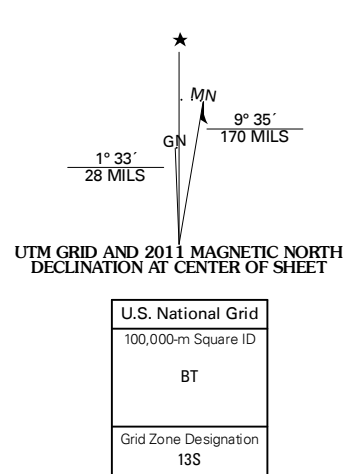 ★
MN
GN
9° 35´
170 MILS
1° 33´
28 MILS
UTM GRID AND 2011 MAGNETIC NORTH
DECLINATION AT CENTER OF SHEET
U.S. National Grid
100,000-m Square ID
BT
Grid Zone Designation
13S